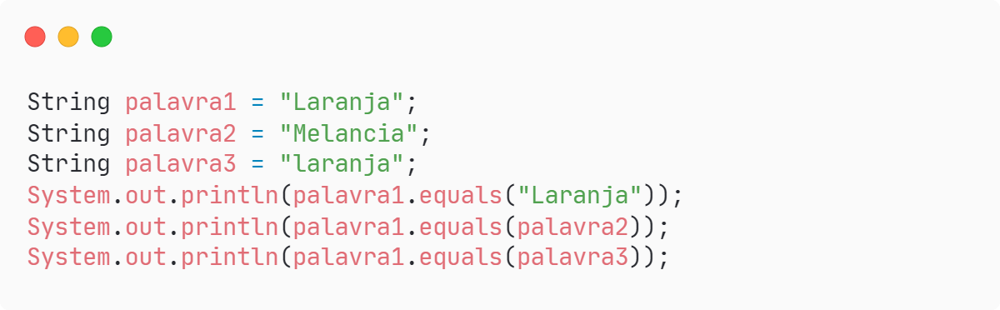 String palavra1 = "Laranja";
String palavra2 = "Melancia";
String palavra3 = "laranja";
System.out.println(palavra1.equals("Laranja"));
System.out.println(palavra1.equals(palavra2));
System.out.println(palavra1.equals(palavra3));